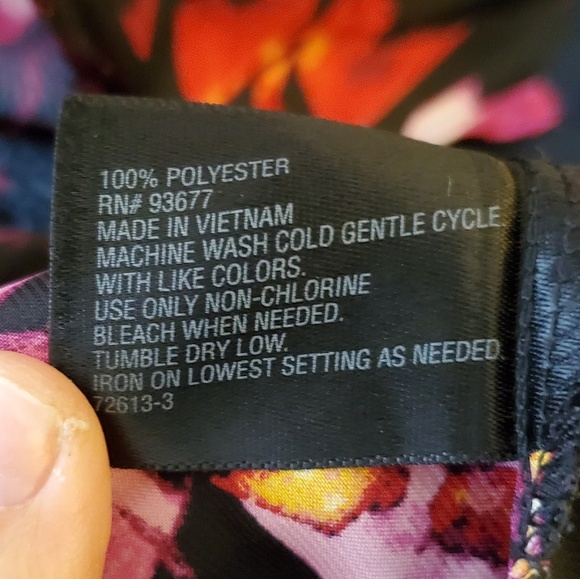 100% POLYESTER
RN# 93677
MADE IN VIETNAM
MACHINE WASH COLD GENTLE CYCLE
WITH LIKE COLORS.
USE ONLY NON-CHLORINE
BLEACH WHEN NEEDED.
TUMBLE DRY LOW.
IRON ON LOWEST SETTING AS NEEDED
72613-3